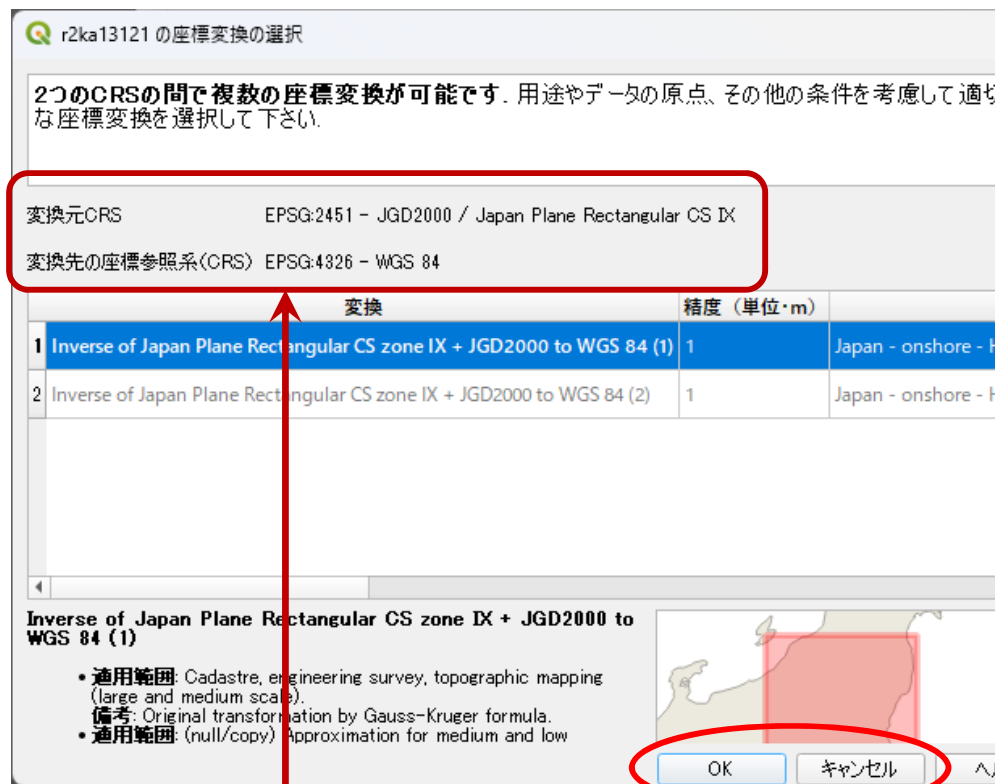 r2ka13121 の座標変換の選択
2つのCRSの間で複数の座標変換が可能です. 用途やデータの原点、その他の条件を考慮して適切
な座標変換を選択して下さい.
変換元CRS EPSG:2451 - JGD2000 / Japan Plane Rectangular CS IX
変換先の座標参照系(CRS) EPSG:4326 - WGS 84
変換 精度（単位・m）
1 Inverse of Japan Plane Rectangular CS zone IX + JGD2000 to WGS 84 (1) 1 Japan - onshore - H
2 Inverse of Japan Plane Rectangular CS zone IX + JGD2000 to WGS 84 (2) 1 Japan - onshore - H
Inverse of Japan Plane Rectangular CS zone IX + JGD2000 to
WGS 84 (1)
• 適用範囲: Cadastre, engineering survey, topographic mapping
(large and medium scale).
備考: Original transformation by Gauss-Kruger formula.
• 適用範囲: (null/copy) Approximation for medium and low
OK キャンセル